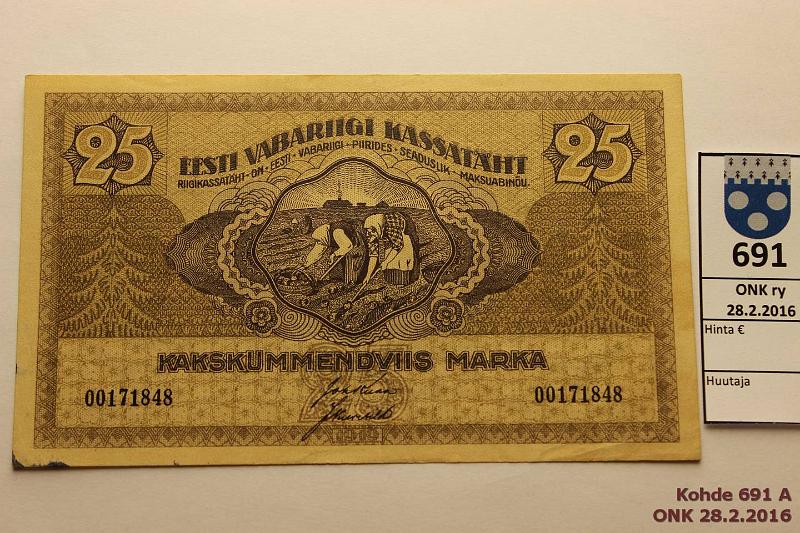 25
25
EESTI VABARIIGI KASSATÄHT
RIIGIKASSATÄHT · ON · EESTI · VABARIIGI · PIIRIDES · SEADUSLIK · MAKSUABINÕU.
KAKSKÜMMENDVIIS MARKA
00171848
00171848
691
ONK ry
28.2.2016
Hinta €
Huutaja
Kohde 691 A
ONK 28.2.2016